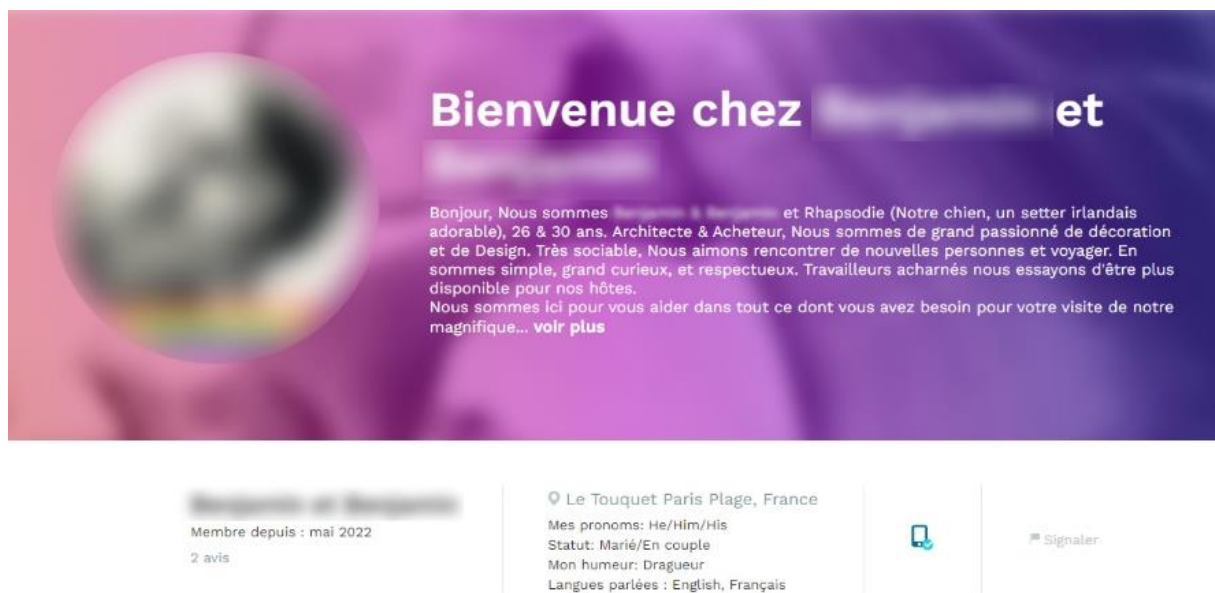 Bienvenue chez et
Bonjour, Nous sommes et Rhapsodie (Notre chien, un setter irlandais
adorable), 26 & 30 ans. Architecte & Acheteur, Nous sommes de grand passionné de décoration
et de Design. Très sociable, Nous aimons rencontrer de nouvelles personnes et voyager. En
sommes simple, grand curieux, et respectueux. Travailleurs acharnés nous essayons d'être plus
disponible pour nos hôtes.
Nous sommes ici pour vous aider dans tout ce dont vous avez besoin pour votre visite de notre
magnifique... voir plus
Membre depuis : mai 2022
2 avis
Le Touquet Paris Plage, France
Mes pronoms: He/Him/His
Statut: Marié/En couple
Mon humeur: Dragueur
Langues parlées : English, Français
Signaler